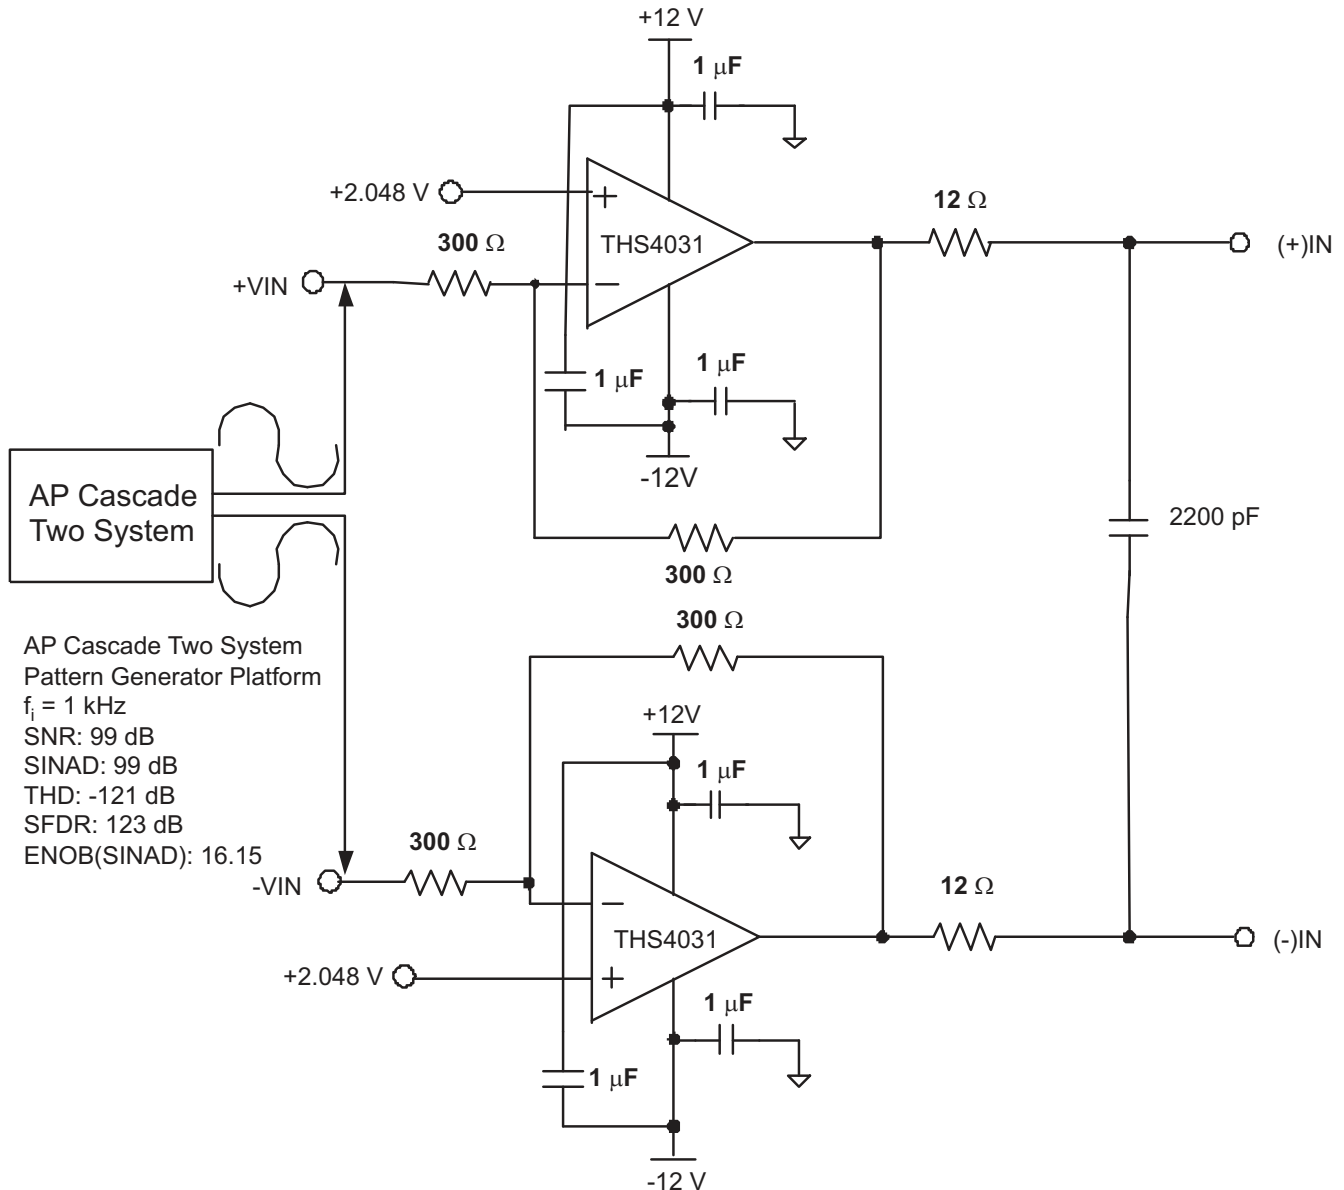 +12 V
1 μF
+2.048 V
+
THS4031
12 Ω
(+)IN
300 Ω
+VIN
−
1 μF
1 μF
-12V
AP Cascade
Two System
2200 pF
300 Ω
300 Ω
AP Cascade Two System
Pattern Generator Platform
fi = 1 kHz
SNR: 99 dB
SINAD: 99 dB
THD: -121 dB
SFDR: 123 dB
ENOB(SINAD): 16.15
+12V
1 μF
300 Ω
-VIN
−
THS4031
12 Ω
(-)IN
+2.048 V
+
1 μF
1 μF
-12 V